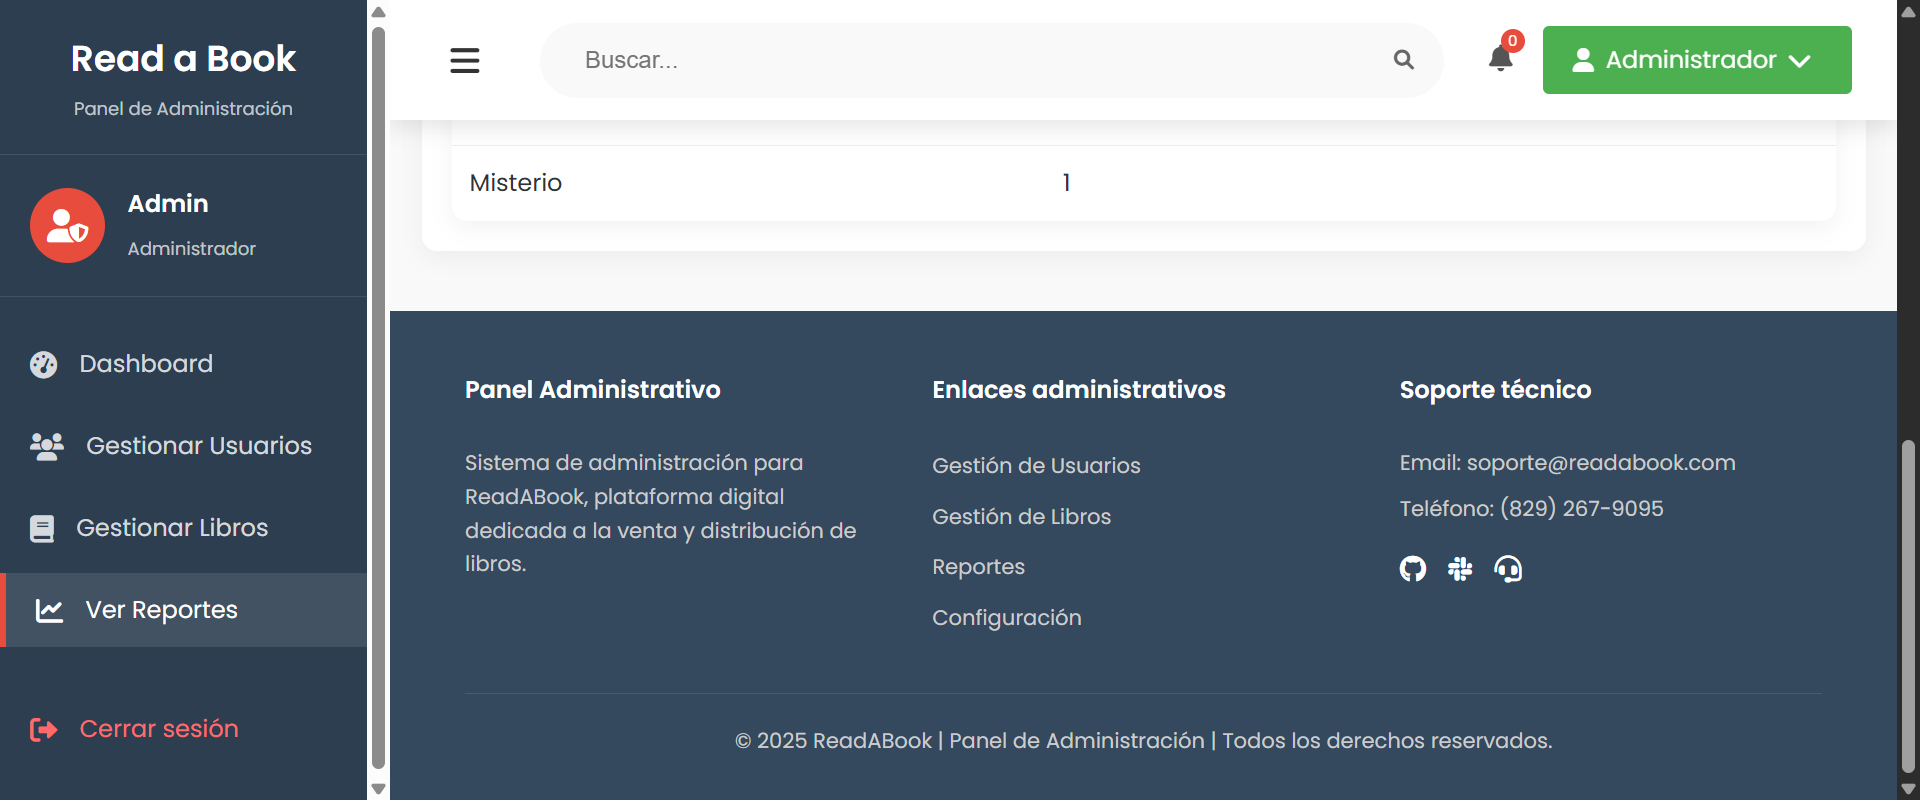 Read a Book
Panel de Administración
Admin
Administrador
Dashboard
Gestionar Usuarios
Gestionar Libros
Ver Reportes
Cerrar sesión
Buscar...
0
Administrador
Misterio 1
Panel Administrativo
Sistema de administración para
ReadABook, plataforma digital
dedicada a la venta y distribución de
libros.
Enlaces administrativos
Gestión de Usuarios
Gestión de Libros
Reportes
Configuración
Soporte técnico
Email: soporte@readabook.com
Teléfono: (829) 267-9095
© 2025 ReadABook | Panel de Administración | Todos los derechos reservados.